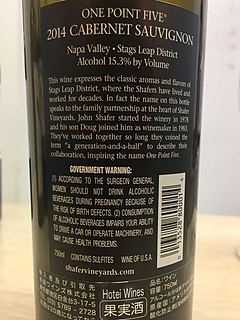 ONE POINT FIVE®
2014 CABERNET SAUVIGNON
Napa Valley • Stags Leap District
Alcohol 15.3% by Volume
This wine expresses the classic aromas and flavors of
Stags Leap District, where the Shafers have lived and
worked for decades. In fact the name on this bottle
speaks to the family partnership at the heart of Shafer
Vineyards. John Shafer started the winery in 1978
and his son Doug joined him as winemaker in 1983.
They've worked together so long they coined the
term "a generation-and-a-half" to describe their
collaboration, inspiring the name One Point Five.
GOVERNMENT WARNING:
(1) ACCORDING TO THE SURGEON GENERAL,
WOMEN SHOULD NOT DRINK ALCOHOLIC
BEVERAGES DURING PREGNANCY BECAUSE OF
THE RISK OF BIRTH DEFECTS. (2) CONSUMPTION
OF ALCOHOLIC BEVERAGES IMPAIRS YOUR ABILITY
TO DRIVE A CAR OR OPERATE MACHINERY, AND
MAY CAUSE HEALTH PROBLEMS.
750ml CONTAINS SULFITES WINE OF U.S.A.
shafervineyards.com
Hotel Wines
果実酒
ワイン
750ml